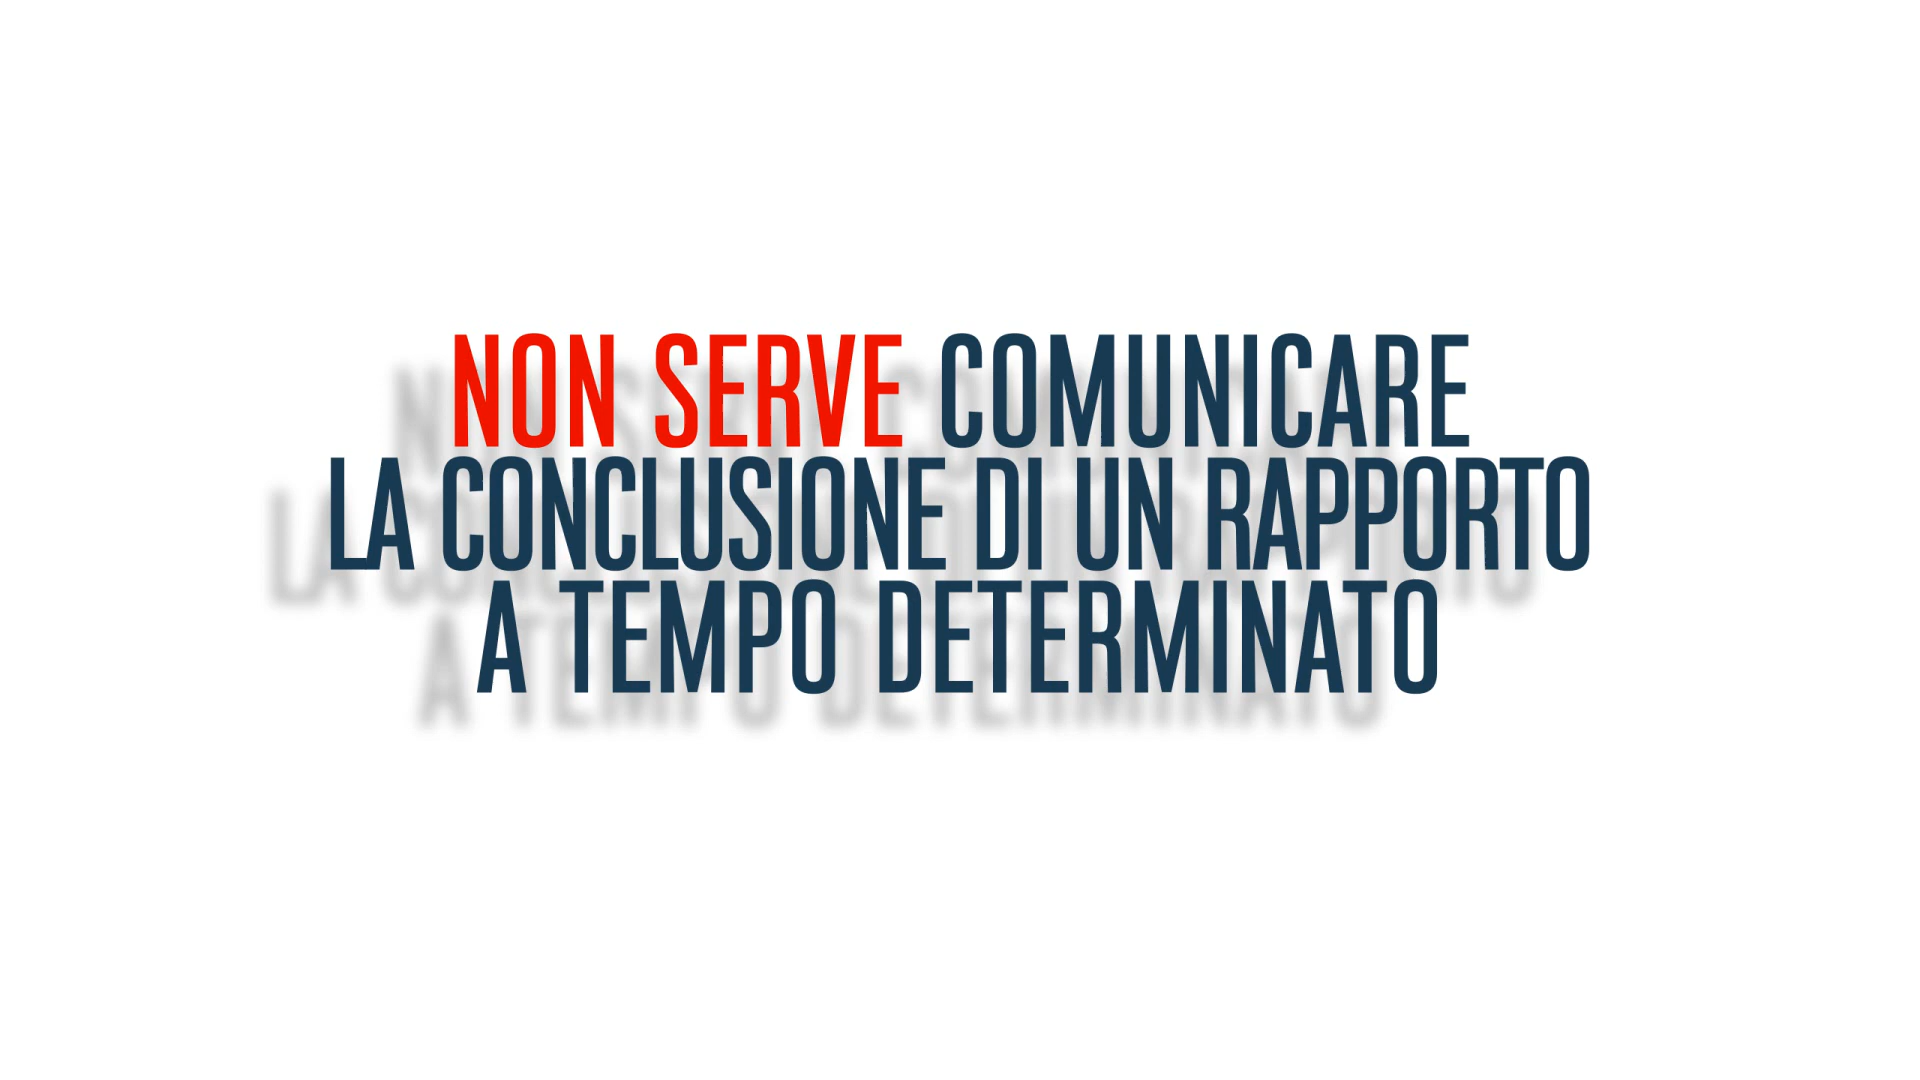 NON SERVE COMUNICARE
LA CONCLUSIONE DI UN RAPPORTO
A TEMPO DETERMINATO